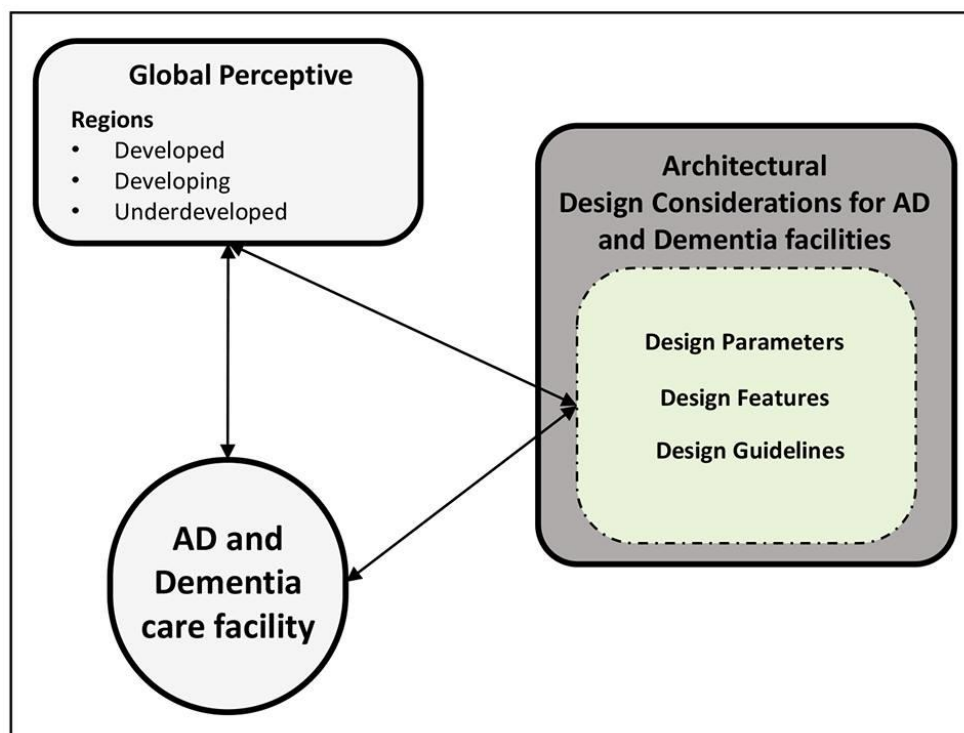 Global Perceptive
Regions
• Developed
• Developing
• Underdeveloped
Architectural
Design Considerations for AD
and Dementia facilities
Design Parameters
Design Features
Design Guidelines
AD and
Dementia
care facility